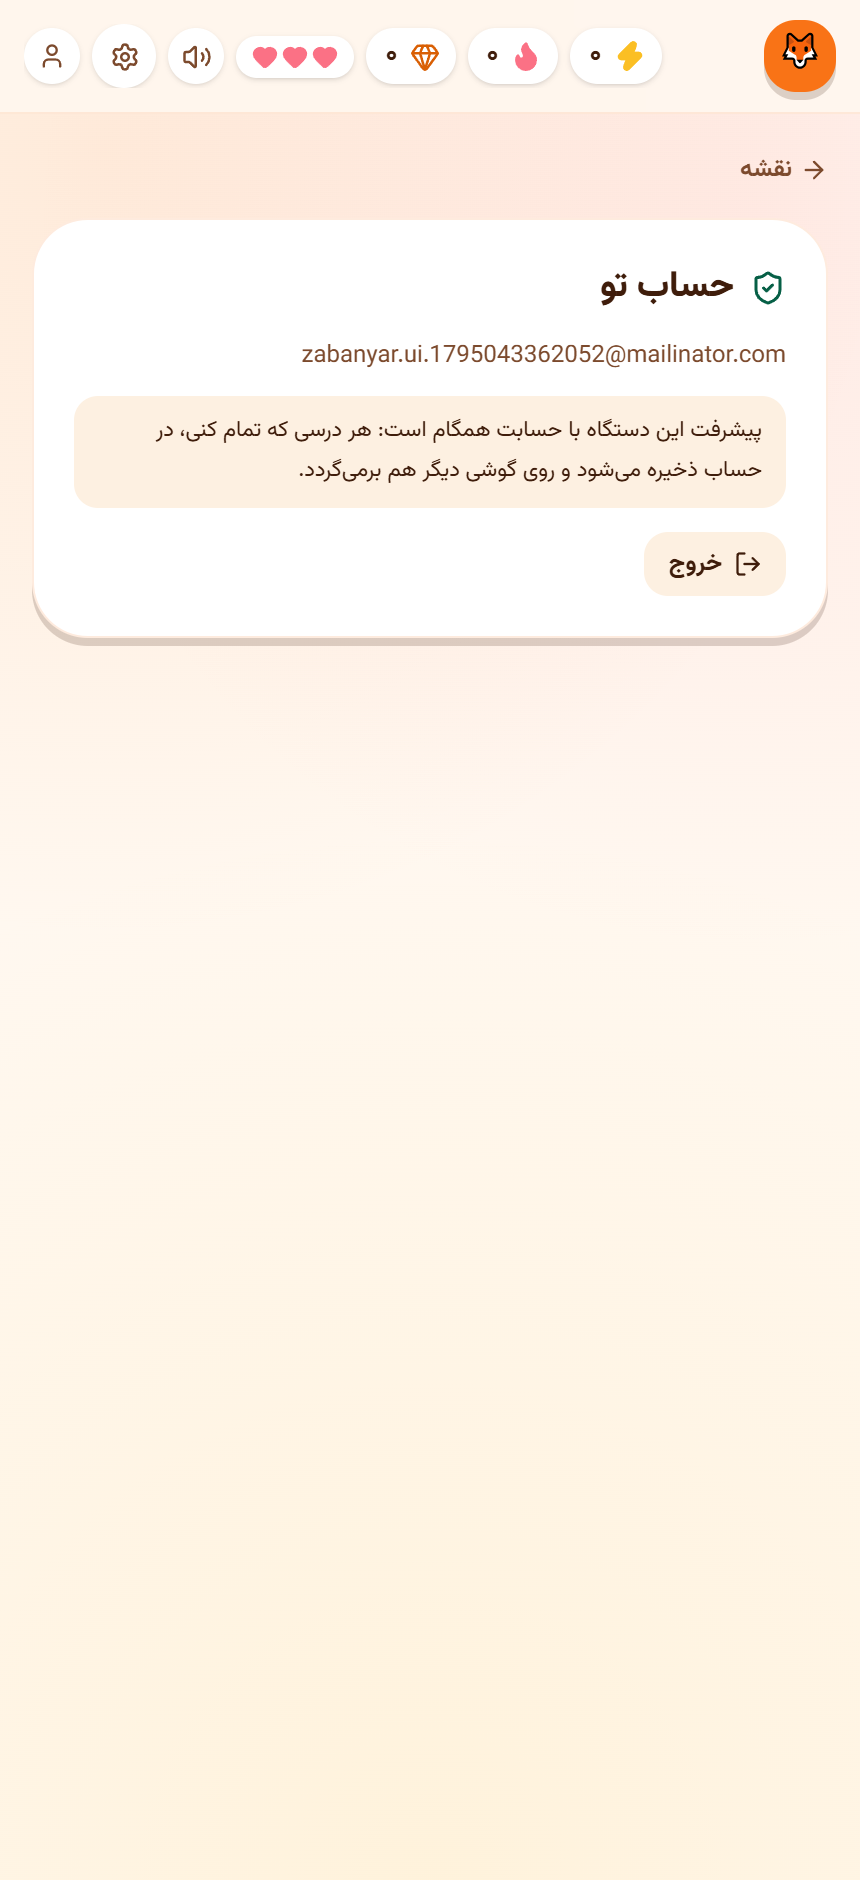 ۰ ۰ ۰
نقشه
حساب تو
zabanyar.ui.1795043362052@mailinator.com
پیشرفت این دستگاه با حسابت همگام است: هر درسی که تمام کنی، در
حساب ذخیره می‌شود و روی گوشی دیگر هم برمی‌گردد.
خروج